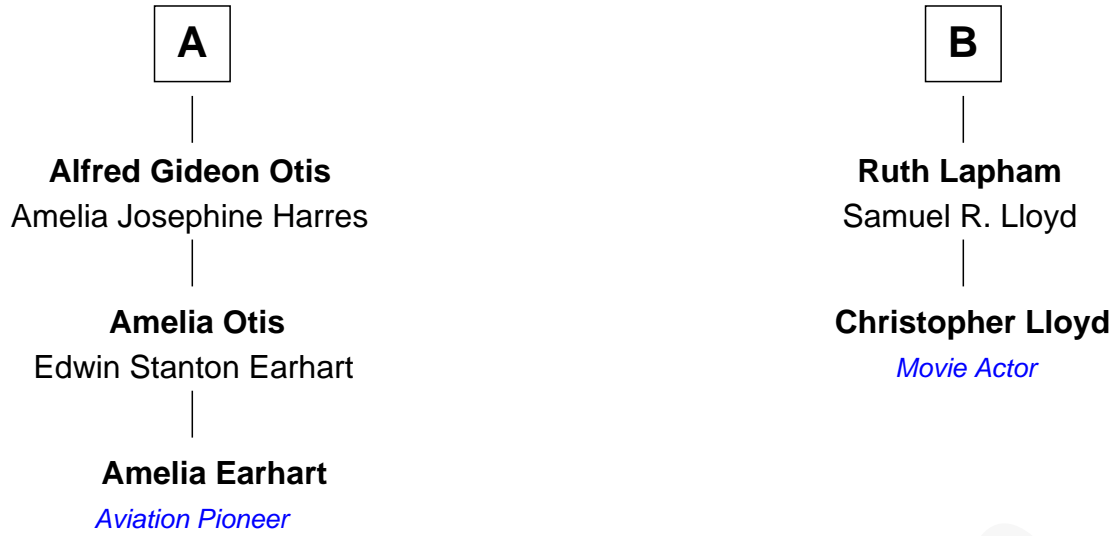 A
Alfred Gideon Otis
Amelia Josephine Harres
Amelia Otis
Edwin Stanton Earhart
Amelia Earhart
Aviation Pioneer
B
Ruth Lapham
Samuel R. Lloyd
Christopher Lloyd
Movie Actor